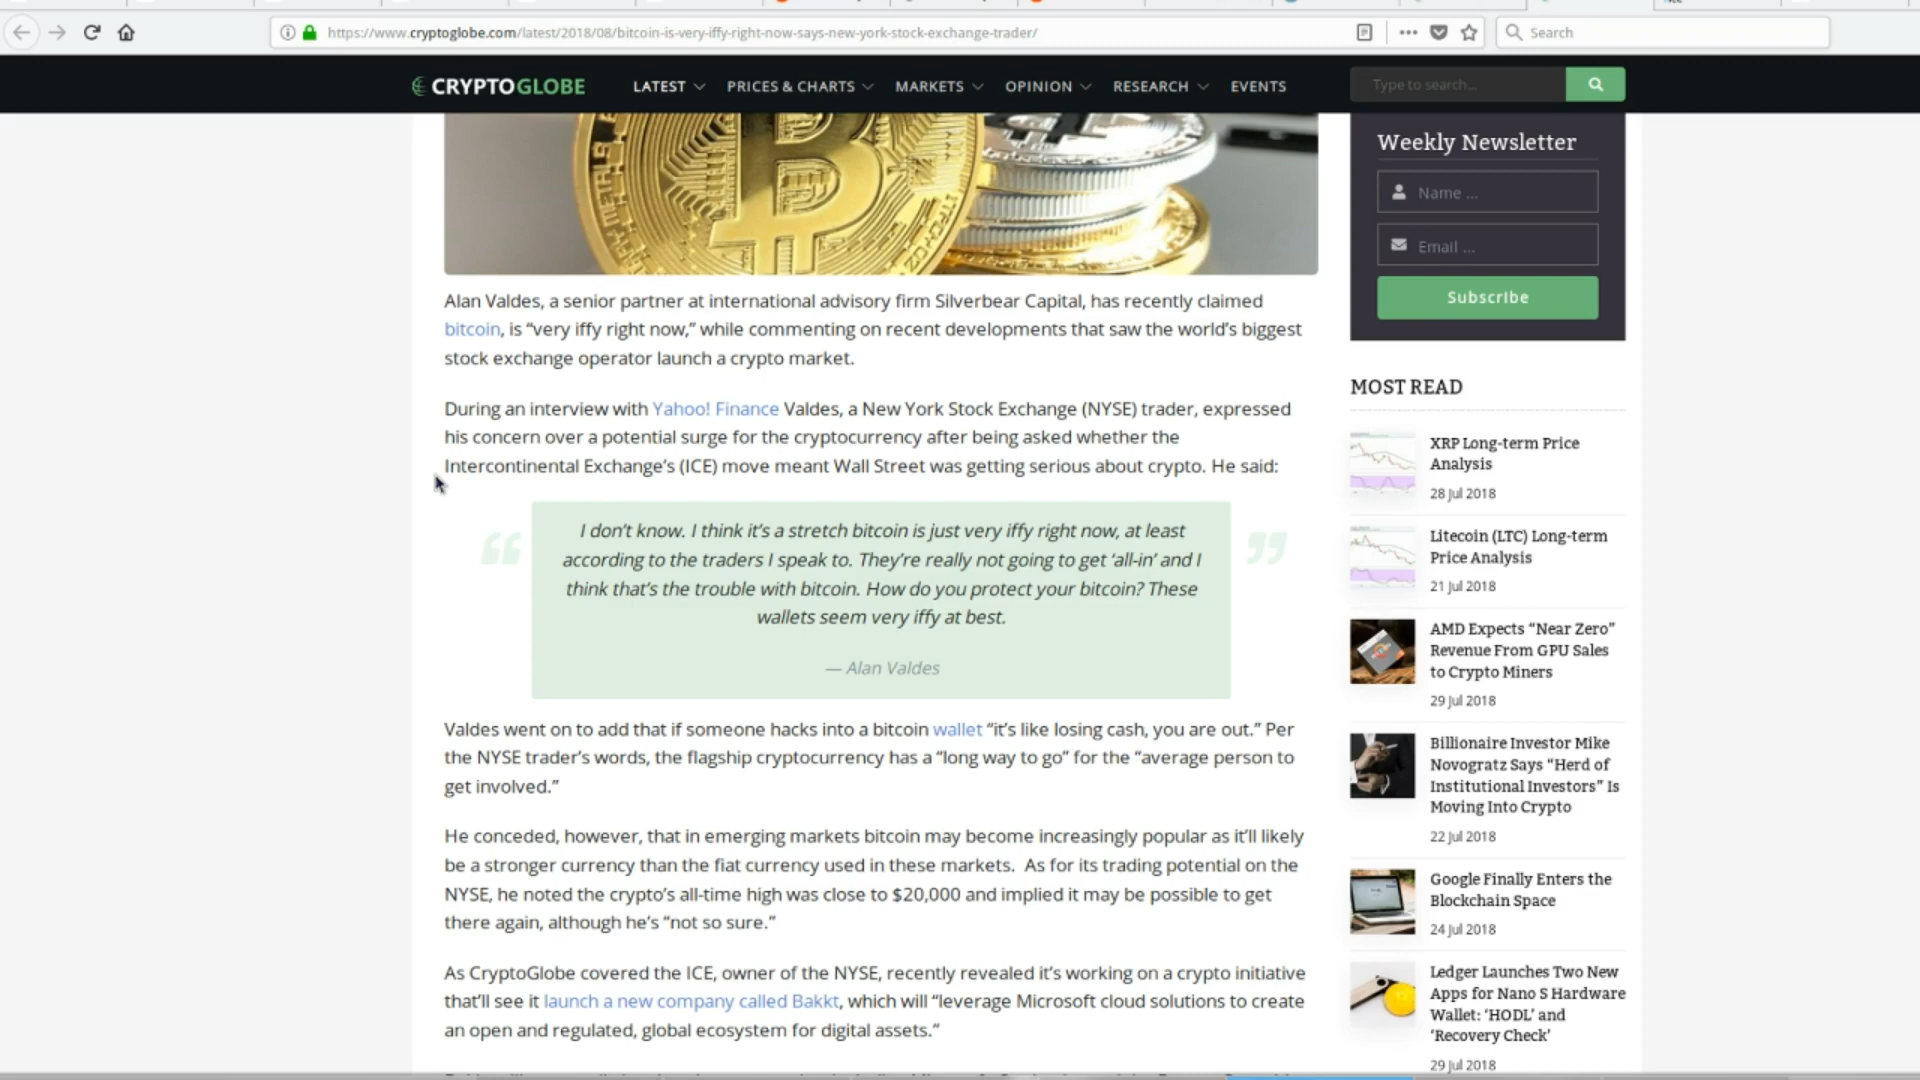 https://www.cryptoglobe.com/latest/2018/08/bitcoin-is-very-iffy-right-now-says-new-york-stock-exchange-trader/
Search
CRYPTOGLOBE
LATEST
PRICES & CHARTS
MARKETS
OPINION
RESEARCH
EVENTS
Type to search...
Alan Valdes, a senior partner at international advisory firm Silverbear Capital, has recently claimed
bitcoin, is “very iffy right now,” while commenting on recent developments that saw the world’s biggest
stock exchange operator launch a crypto market.
During an interview with Yahoo! Finance Valdes, a New York Stock Exchange (NYSE) trader, expressed
his concern over a potential surge for the cryptocurrency after being asked whether the
Intercontinental Exchange’s (ICE) move meant Wall Street was getting serious about crypto. He said:
“
I don’t know. I think it’s a stretch bitcoin is just very iffy right now, at least
according to the traders I speak to. They’re really not going to get ‘all-in’ and I
think that’s the trouble with bitcoin. How do you protect your bitcoin? These
wallets seem very iffy at best.
”
— Alan Valdes
Valdes went on to add that if someone hacks into a bitcoin wallet “it’s like losing cash, you are out.” Per
the NYSE trader’s words, the flagship cryptocurrency has a “long way to go” for the “average person to
get involved.”
He conceded, however, that in emerging markets bitcoin may become increasingly popular as it’ll likely
be a stronger currency than the fiat currency used in these markets. As for its trading potential on the
NYSE, he noted the crypto’s all-time high was close to $20,000 and implied it may be possible to get
there again, although he’s “not so sure.”
As CryptoGlobe covered the ICE, owner of the NYSE, recently revealed it’s working on a crypto initiative
that’ll see it launch a new company called Bakkt, which will “leverage Microsoft cloud solutions to create
an open and regulated, global ecosystem for digital assets.”
Weekly Newsletter
Name ...
Email ...
Subscribe
MOST READ
XRP Long-term Price
Analysis
28 Jul 2018
Litecoin (LTC) Long-term
Price Analysis
21 Jul 2018
AMD Expects “Near Zero”
Revenue From GPU Sales
to Crypto Miners
29 Jul 2018
Billionaire Investor Mike
Novogratz Says “Herd of
Institutional Investors” Is
Moving Into Crypto
22 Jul 2018
Google Finally Enters the
Blockchain Space
24 Jul 2018
Ledger Launches Two New
Apps for Nano S Hardware
Wallet: ‘HODL’ and
‘Recovery Check’
29 Jul 2018